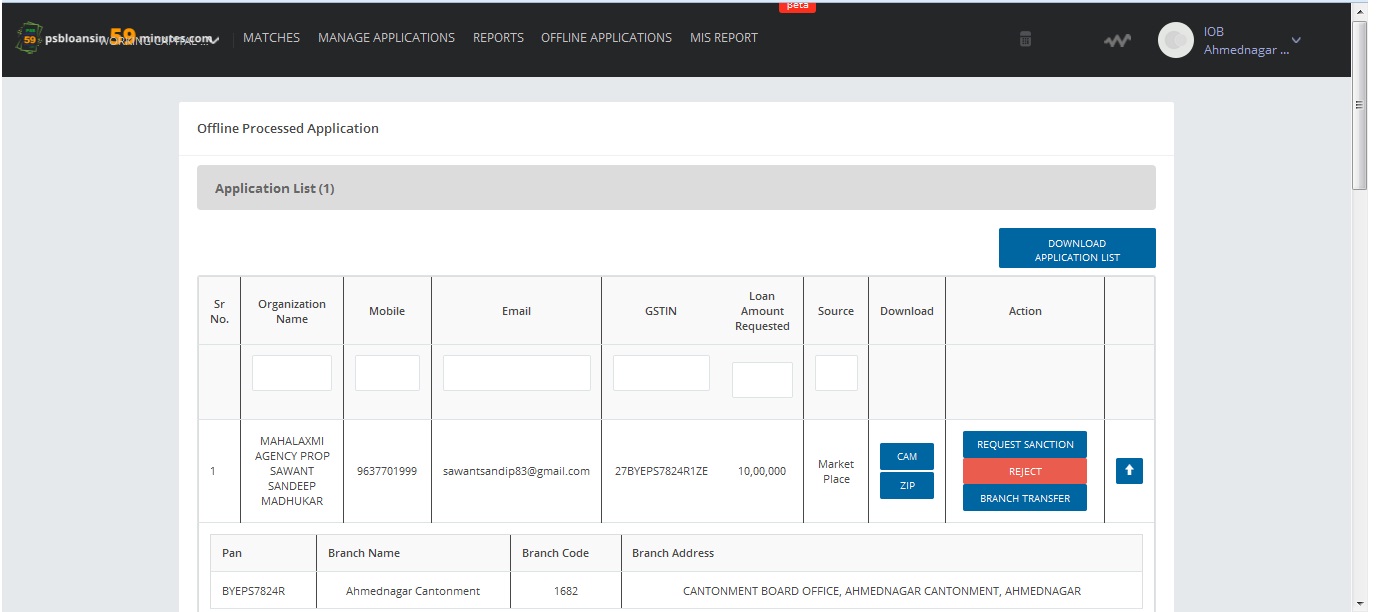 Beta
psbloansin59minutes.com
WORKING CAPITAL ...
MATCHES MANAGE APPLICATIONS REPORTS OFFLINE APPLICATIONS MIS REPORT
IOB
Ahmednagar ...
Offline Processed Application
Application List (1)
DOWNLOAD
APPLICATION LIST
Sr No. Organization Name Mobile Email GSTIN Loan Amount Requested Source Download Action
1 MAHALAXMI AGENCY PROP SAWANT SANDEEP MADHUKAR 9637701999 sawantsandip83@gmail.com 27BYEPS7824R1ZE 10,00,000 Market Place CAM ZIP REQUEST SANCTION REJECT BRANCH TRANSFER
Pan Branch Name Branch Code Branch Address
BYEPS7824R Ahmednagar Cantonment 1682 CANTONMENT BOARD OFFICE, AHMEDNAGAR CANTONMENT, AHMEDNAGAR